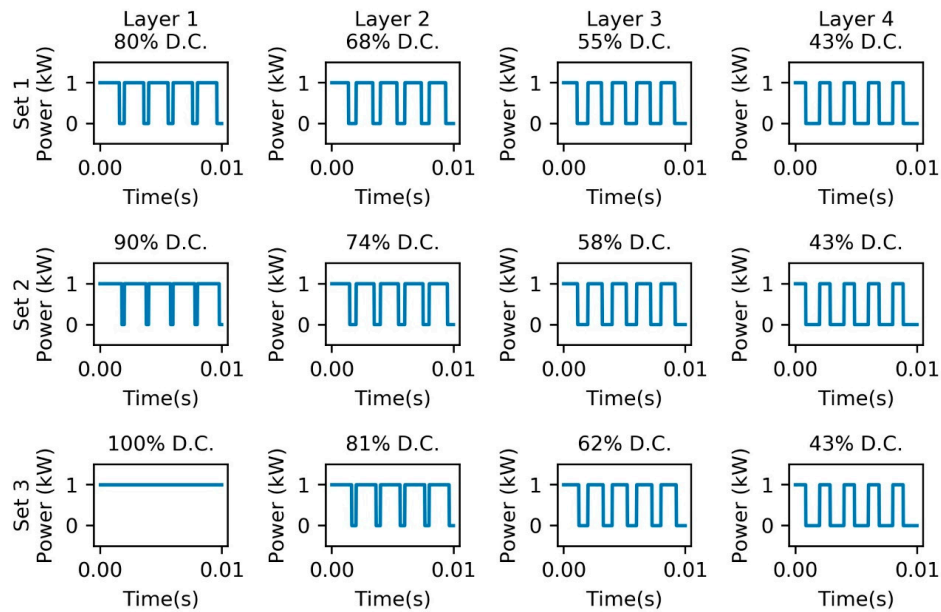 Layer 1
80% D.C.
Layer 2
68% D.C.
Layer 3
55% D.C.
Layer 4
43% D.C.
Set 1
Power (kW)
1
0
0.00
0.01
Time(s)
Power (kW)
1
0
0.00
0.01
Time(s)
Power (kW)
1
0
0.00
0.01
Time(s)
Power (kW)
1
0
0.00
0.01
Time(s)
90% D.C.
74% D.C.
58% D.C.
43% D.C.
Set 2
Power (kW)
1
0
0.00
0.01
Time(s)
Power (kW)
1
0
0.00
0.01
Time(s)
Power (kW)
1
0
0.00
0.01
Time(s)
Power (kW)
1
0
0.00
0.01
Time(s)
100% D.C.
81% D.C.
62% D.C.
43% D.C.
Set 3
Power (kW)
1
0
0.00
0.01
Time(s)
Power (kW)
1
0
0.00
0.01
Time(s)
Power (kW)
1
0
0.00
0.01
Time(s)
Power (kW)
1
0
0.00
0.01
Time(s)